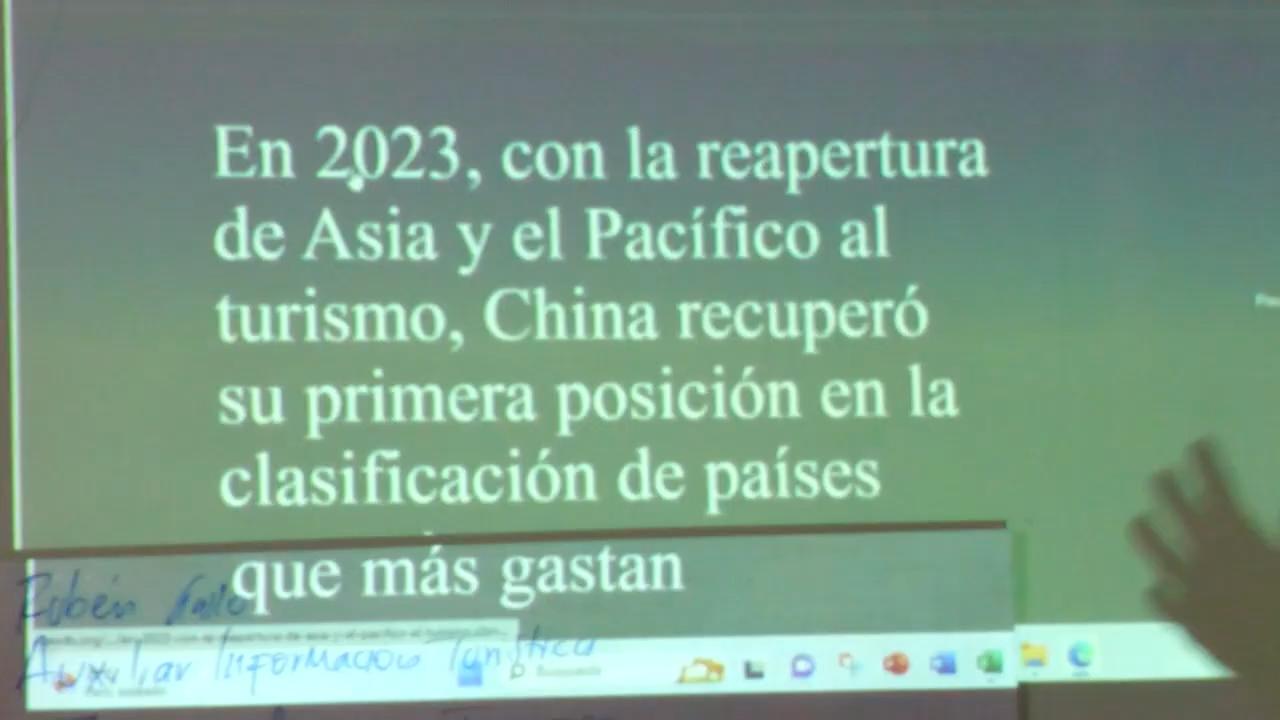 En 2023, con la reapertura
de Asia y el Pacífico al
turismo, China recuperó
su primera posición en la
clasificación de países
que más gastan
Rubén Gallo
Auxiliar Información Turística